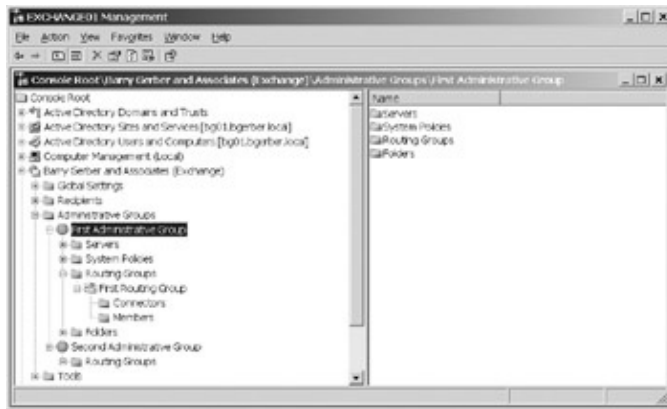 EXCHANGE01 Management
File Action View Favorites Window Help
Console Root\Barry Gerber and Associates (Exchange)\Administrative Groups\First Administrative Group
Console Root
Active Directory Domains and Trusts
Active Directory Sites and Services [bg01.bgerber.local]
Active Directory Users and Computers [bg01.bgerber.local]
Computer Management (Local)
Barry Gerber and Associates (Exchange)
Global Settings
Recipients
Administrative Groups
First Administrative Group
Servers
System Policies
Routing Groups
First Routing Group
Connectors
Members
Folders
Second Administrative Group
Routing Groups
Tools
Name
Servers
System Policies
Routing Groups
Folders